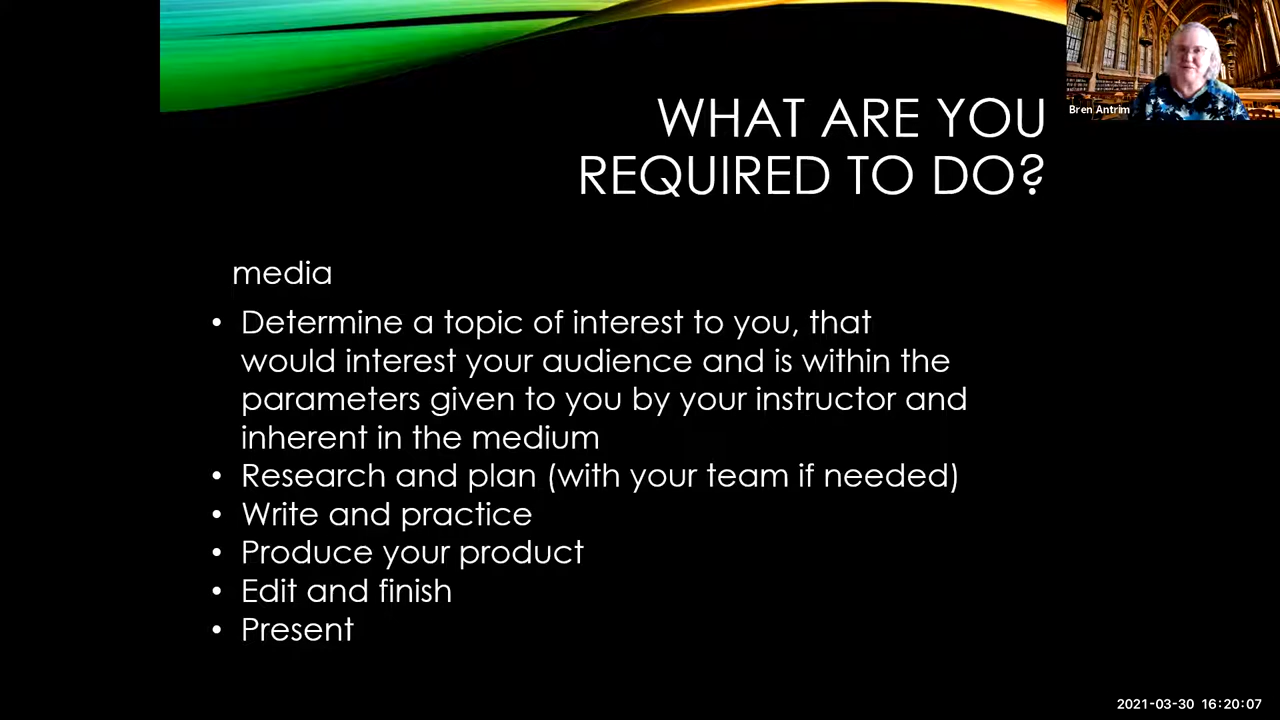 WHAT ARE YOU
REQUIRED TO DO?
Bren Antrim
media
• Determine a topic of interest to you, that
would interest your audience and is within the
parameters given to you by your instructor and
inherent in the medium
• Research and plan (with your team if needed)
• Write and practice
• Produce your product
• Edit and finish
• Present
2021-03-30 16:20:07